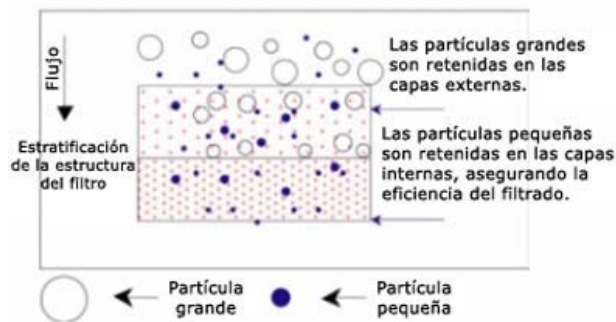 Flujo
Estratificación
de la estructura
del filtro
Las partículas grandes
son retenidas en las
capas externas.
Las partículas pequeñas
son retenidas en las capas
internas, asegurando la
eficiencia del filtrado.
Partícula
grande
Partícula
pequeña